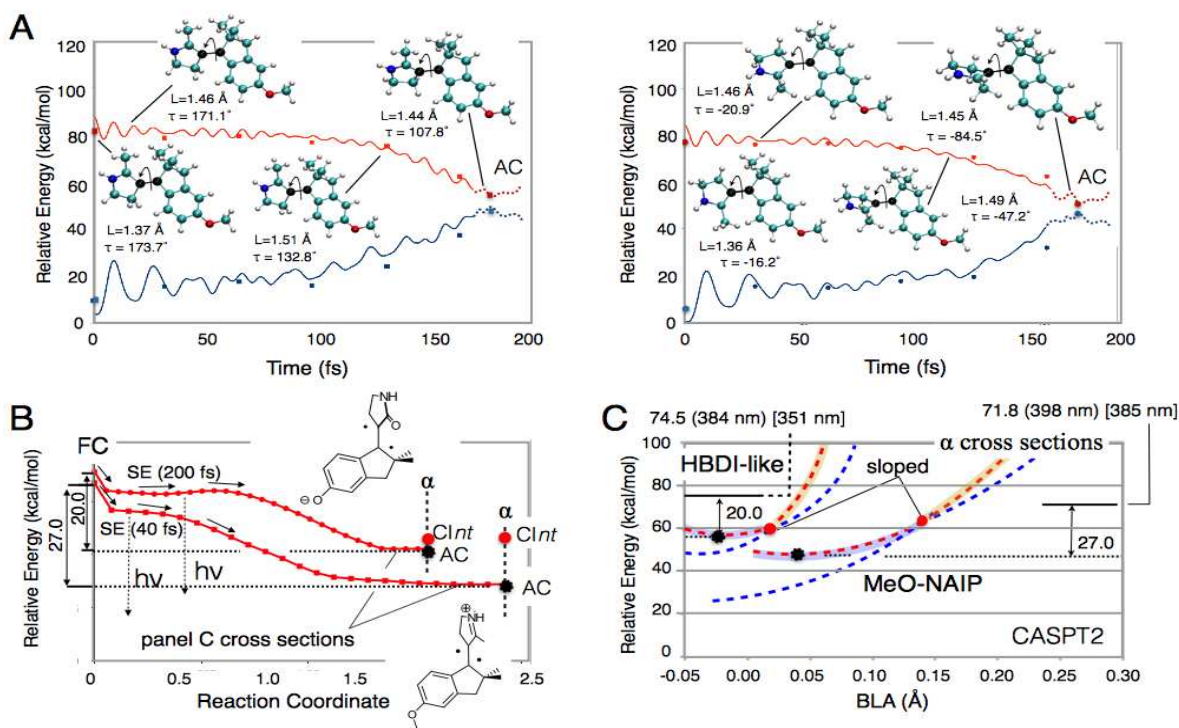 A
Relative Energy (kcal/mol)
120
100
80
60
40
20
0
L=1.46 Å
τ = 171.1°
L=1.44 Å
τ = 107.8°
AC
L=1.37 Å
τ = 173.7°
L=1.51 Å
τ = 132.8°
0 50 100 150 200
Time (fs)
Relative Energy (kcal/mol)
120
100
80
60
40
20
0
L=1.46 Å
τ = -20.9°
L=1.45 Å
τ = -84.5°
AC
L=1.36 Å
τ = -16.2°
L=1.49 Å
τ = -47.2°
0 50 100 150 200
Time (fs)
B
Relative Energy (kcal/mol)
FC
27.0
20.0
SE (200 fs)
SE (40 fs)
hν
hν
NH
O
O
⊖
α
CI nt
AC
α
CI nt
AC
panel C cross sections
⊕
NH
O
0 0.5 1.0 2.5
Reaction Coordinate
C
74.5 (384 nm) [351 nm]
71.8 (398 nm) [385 nm]
α cross sections
Relative Energy (kcal/mol)
100
80
60
40
20
0
HBDI-like
sloped
20.0
27.0
MeO-NAIP
CASPT2
-0.05 0.00 0.05 0.10 0.15 0.20 0.25 0.30
BLA (Å)